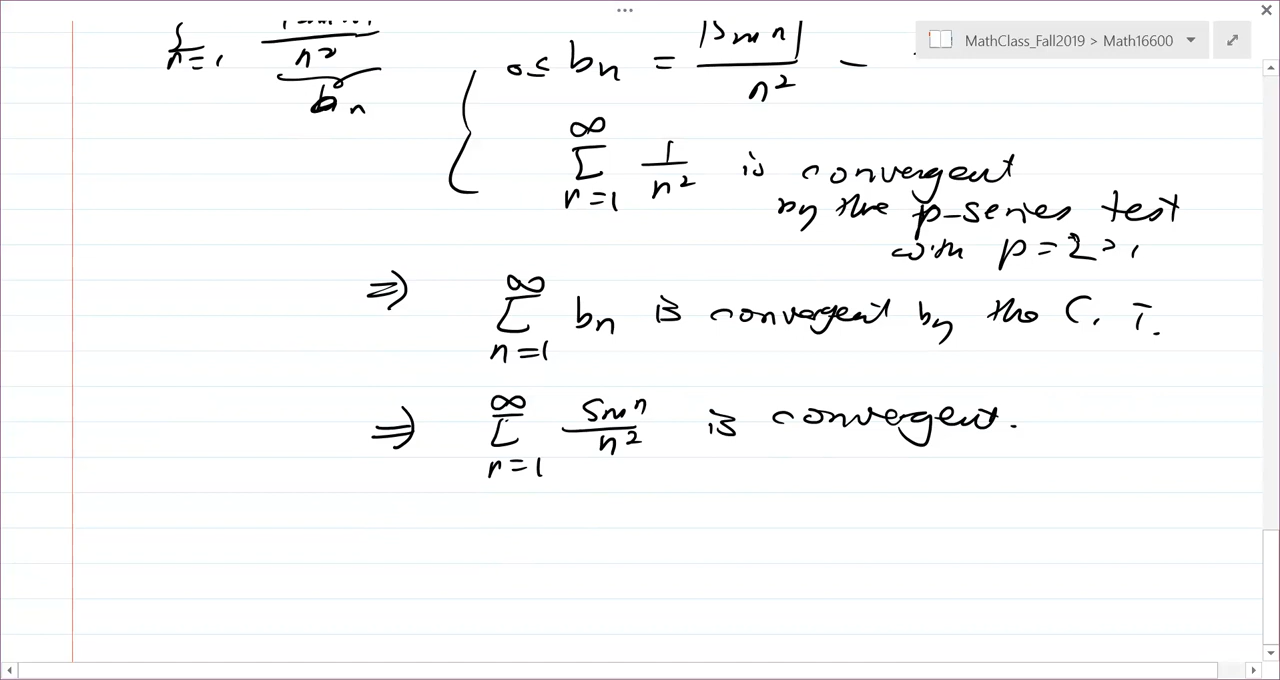 MathClass_Fall2019 > Math16600
∑ n=1 n² bₙ
0 ≤ bₙ = |sin n| / n²
∞ ∑ n=1 1/n² is convergent
by the p-series test
with p = 2 > 1
⇒ ∞ ∑ n=1 bₙ is convergent by the C. T.
⇒ ∞ ∑ n=1 sin n / n² is convergent.